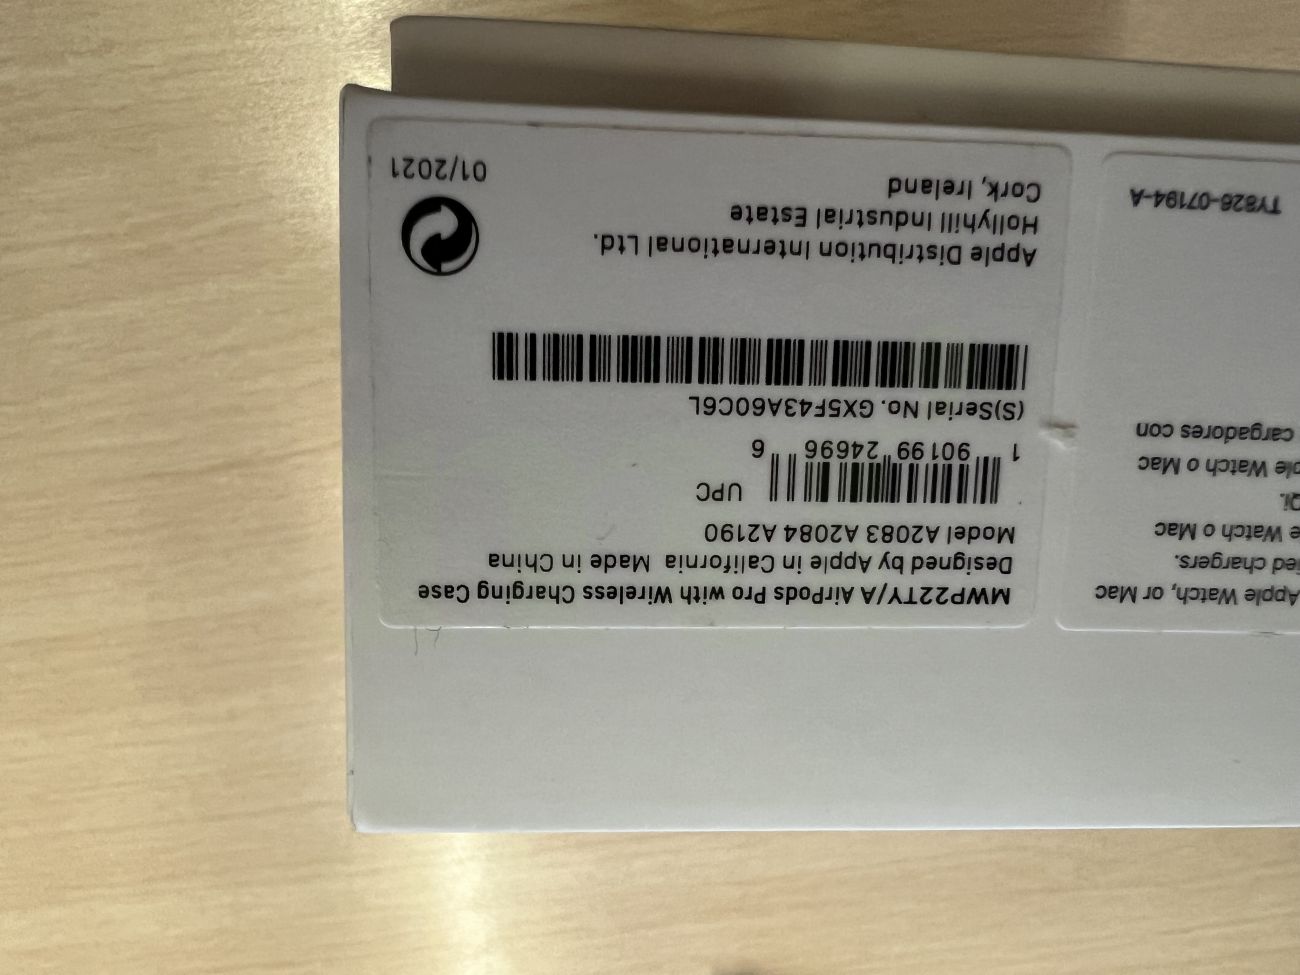 MWP22TY/A AirPods Pro with Wireless Charging Case
Designed by Apple in California Made in China
Model A2083 A2084 A2190
UPC
1 90199 24696 6
(S)Serial No. GX5F43A60C6L
Apple Distribution International Ltd.
Hollyhill Industrial Estate
Cork, Ireland
01/2021
Apple Watch, or Mac
chargers.
Watch o Mac
Qi.
Watch o Mac
cargadores con
TY826-07194-A